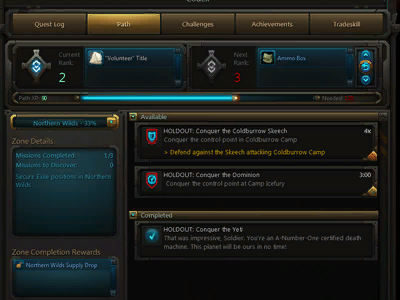 CODEX
Quest Log
Path
Challenges
Achievements
Tradeskill
Current Rank:
2
"Volunteer" Title
Next Rank:
3
Ammo Box
Path XP: 90
Needed:
Northern Wilds - 33%
Zone Details
Missions Completed: 1/3
Missions to Discover: 0
Secure Exile positions in Northern
Wilds
Zone Completion Rewards
Northern Wilds Supply Drop
Available
HOLDOUT: Conquer the Coldburrow Skeech
4x
Conquer the control point in Coldburrow Camp
> Defend against the Skeech attacking Coldburrow Camp
HOLDOUT: Conquer the Dominion
3:00
Conquer the control point at Camp Icefury
Completed
HOLDOUT: Conquer the Yeti
That was impressive, Soldier. You're an A-Number-One certified death
machine. This planet will be ours in no time!